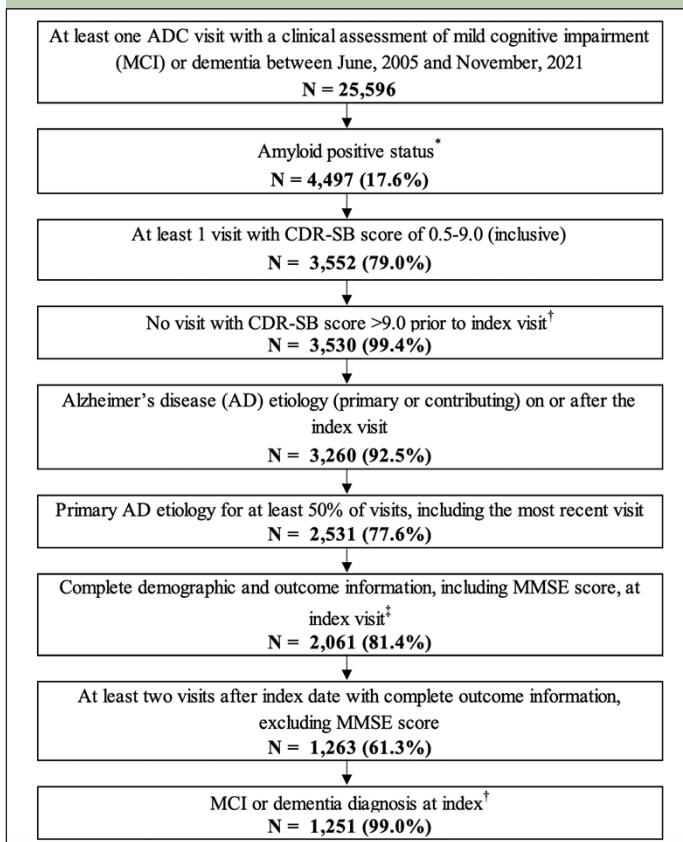 At least one ADC visit with a clinical assessment of mild cognitive impairment
(MCI) or dementia between June, 2005 and November, 2021
N = 25,596
Amyloid positive status*
N = 4,497 (17.6%)
At least 1 visit with CDR-SB score of 0.5-9.0 (inclusive)
N = 3,552 (79.0%)
No visit with CDR-SB score >9.0 prior to index visit†
N = 3,530 (99.4%)
Alzheimer's disease (AD) etiology (primary or contributing) on or after the
index visit
N = 3,260 (92.5%)
Primary AD etiology for at least 50% of visits, including the most recent visit
N = 2,531 (77.6%)
Complete demographic and outcome information, including MMSE score, at
index visit‡
N = 2,061 (81.4%)
At least two visits after index date with complete outcome information,
excluding MMSE score
N = 1,263 (61.3%)
MCI or dementia diagnosis at index†
N = 1,251 (99.0%)